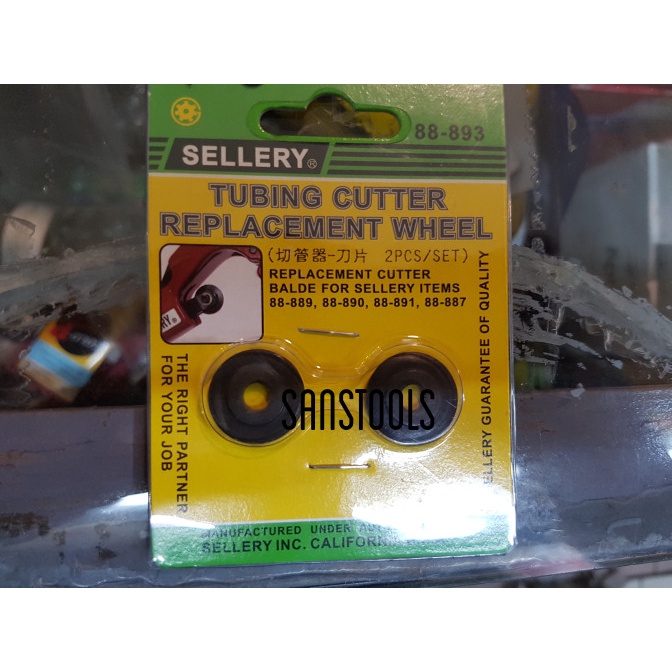 88-893
SELLERY®
TUBING CUTTER
REPLACEMENT WHEEL
(切管器-刀片 2PCS/SET)
REPLACEMENT CUTTER
BALDE FOR SELLERY ITEMS
88-889, 88-890, 88-891, 88-887
THE RIGHT PARTNER
FOR YOUR JOB
SELLERY GUARANTEE OF QUALITY
SANSTOOLS
MANUFACTURED UNDER
SELLERY INC.